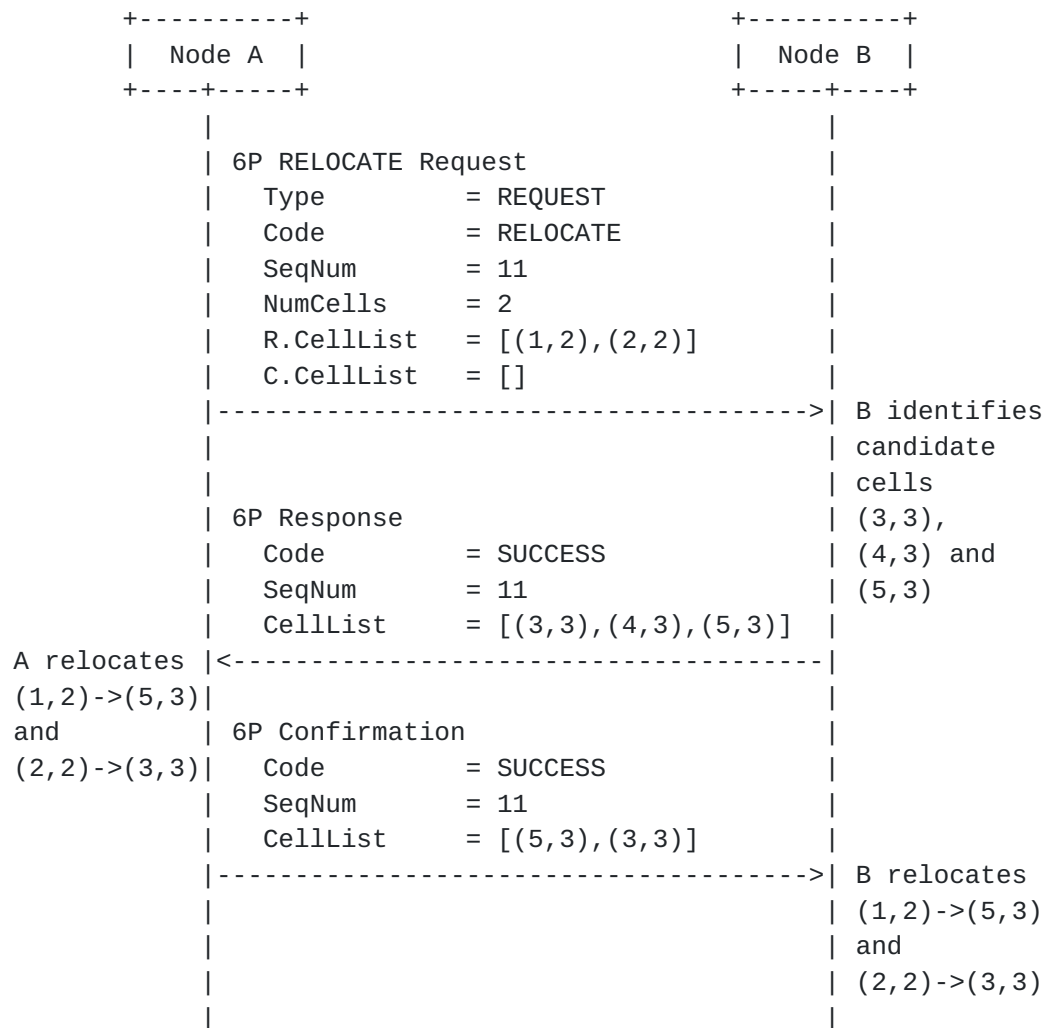 +----------+                           +----------+
|  Node A  |                           |  Node B  |
+----+-----+                           +-----+----+
|                                       |
| 6P RELOCATE Request                   |
|   Type         = REQUEST              |
|   Code         = RELOCATE             |
|   SeqNum       = 11                   |
|   NumCells     = 2                    |
|   R.CellList   = [(1,2),(2,2)]        |
|   C.CellList   = []                   |
|-------------------------------------->| B identifies
|                                       | candidate
|                                       | cells
| 6P Response                           | (3,3),
|   Code         = SUCCESS              | (4,3) and
|   SeqNum       = 11                   | (5,3)
|   CellList     = [(3,3),(4,3),(5,3)]  |
A relocates |<--------------------------------------|
(1,2)->(5,3)|                                       |
and         | 6P Confirmation                       |
(2,2)->(3,3)|   Code         = SUCCESS              |
|   SeqNum       = 11                   |
|   CellList     = [(5,3),(3,3)]        |
|-------------------------------------->| B relocates
|                                       | (1,2)->(5,3)
|                                       | and
|                                       | (2,2)->(3,3)
|                                       |